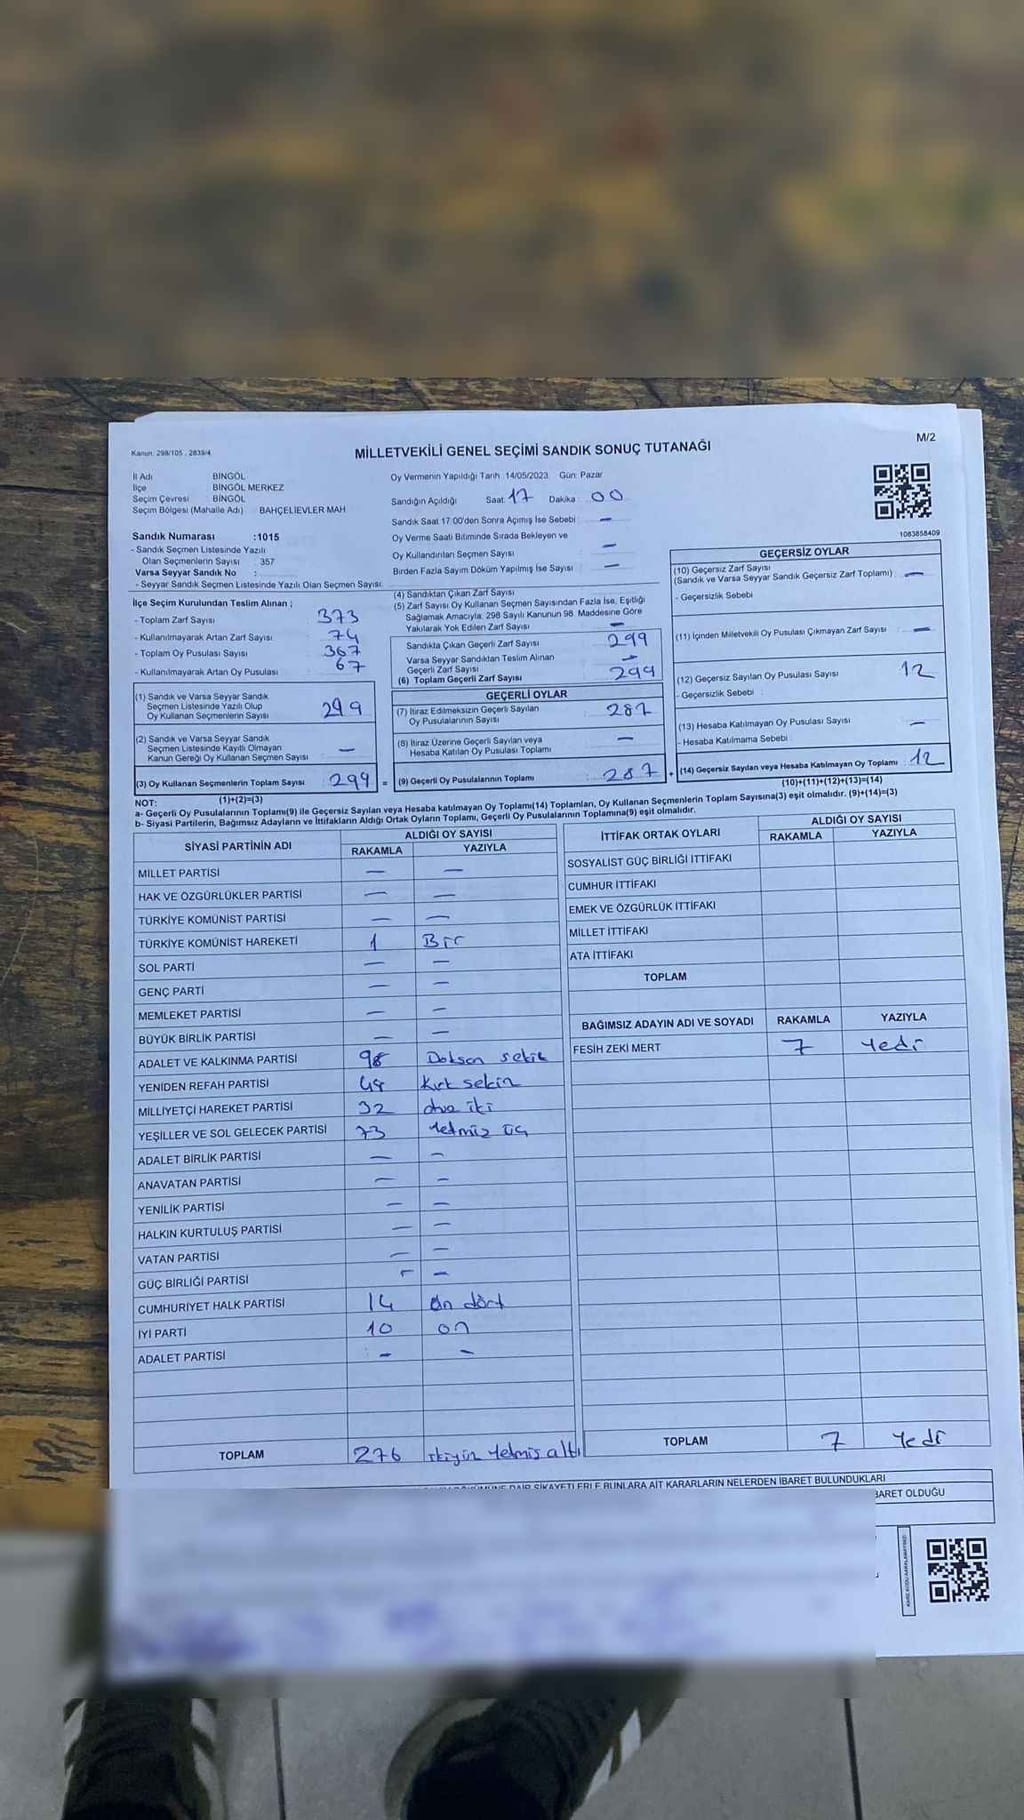 Kanun: 298/105 , 2839/4
MİLLETVEKİLİ GENEL SEÇİMİ SANDIK SONUÇ TUTANAĞI
M/2
İl Adı BİNGÖL
İlçe BİNGÖL MERKEZ
Seçim Çevresi BİNGÖL
Seçim Bölgesi (Mahalle Adı) BAHÇELİEVLER MAH.
Oy Vermenin Yapıldığı Tarih: 14/05/2023 Gün: Pazar
Sandığın Açıldığı Saat 17 Dakika 00
Sandık Saat 17:00'den Sonra Açımış İse Sebebi —
Oy Verme Saati Bitiminde Sırada Bekleyen ve
Oy Kullandırılan Seçmen Sayısı —
Birden Fazla Sayım Döküm Yapılmış İse Sayısı —
1083858409
Sandık Numarası :1015
- Sandık Seçmen Listesinde Yazılı
Olan Seçmenlerin Sayısı : 357
Varsa Seyyar Sandık No :
- Seyyar Sandık Seçmen Listesinde Yazılı Olan Seçmen Sayısı:
İlçe Seçim Kurulundan Teslim Alınan ;
- Toplam Zarf Sayısı 373
- Kullanılmayarak Artan Zarf Sayısı 74
- Toplam Oy Pusulası Sayısı 367
- Kullanılmayarak Artan Oy Pusulası 67
(4) Sandıktan Çıkan Zarf Sayısı
(5) Zarf Sayısı Oy Kullanan Seçmen Sayısından Fazla İse, Eşitliği
Sağlamak Amacıyla, 298 Sayılı Kanunun 98. Maddesine Göre
Yakılarak Yok Edilen Zarf Sayısı —
Sandıkta Çıkan Geçerli Zarf Sayısı 299
Varsa Seyyar Sandıktan Teslim Alınan
Geçerli Zarf Sayısı —
(6) Toplam Geçerli Zarf Sayısı 299
GEÇERSİZ OYLAR
(10) Geçersiz Zarf Sayısı
(Sandık ve Varsa Seyyar Sandık Geçersiz Zarf Toplamı) —
- Geçersizlik Sebebi
(11) İçinden Milletvekili Oy Pusulası Çıkmayan Zarf Sayısı —
(12) Geçersiz Sayılan Oy Pusulası Sayısı 12
- Geçersizlik Sebebi :
(13) Hesaba Katılmayan Oy Pusulası Sayısı —
- Hesaba Katılmama Sebebi :
(14) Geçersiz Sayılan veya Hesaba Katılmayan Oy Toplamı 12
(10)+(11)+(12)+(13)=(14)
(1) Sandık ve Varsa Seyyar Sandık
Seçmen Listesinde Yazılı Olup
Oy Kullanan Seçmenlerin Sayısı 299
(2) Sandık ve Varsa Seyyar Sandık
Seçmen Listesinde Kayıtlı Olmayan
Kanun Gereği Oy Kullanan Seçmen Sayısı —
(3) Oy Kullanan Seçmenlerin Toplam Sayısı 299 =
(1)+(2)=(3)
GEÇERLİ OYLAR
(7) İtiraz Edilmeksizin Geçerli Sayılan
Oy Pusulalarının Sayısı 287
(8) İtiraz Üzerine Geçerli Sayılan veya
Hesaba Katılan Oy Pusulası Toplamı —
(9) Geçerli Oy Pusulalarının Toplamı 287 +
NOT:
a- Geçerli Oy Pusulalarının Toplamı(9) ile Geçersiz Sayılan veya Hesaba katılmayan Oy Toplamı(14) Toplamları, Oy Kullanan Seçmenlerin Toplam Sayısına(3) eşit olmalıdır. (9)+(14)=(3)
b- Siyasi Partilerin, Bağımsız Adayların ve İttifakların Aldığı Ortak Oyların Toplamı, Geçerli Oy Pusulalarının Toplamına(9) eşit olmalıdır.
SİYASİ PARTİNİN ADI ALDIĞI OY SAYISI
RAKAMLA YAZIYLA
MİLLET PARTİSİ — —
HAK VE ÖZGÜRLÜKLER PARTİSİ — —
TÜRKİYE KOMÜNİST PARTİSİ — —
TÜRKİYE KOMÜNİST HAREKETİ 1 Bir
SOL PARTİ — —
GENÇ PARTİ — —
MEMLEKET PARTİSİ — —
BÜYÜK BİRLİK PARTİSİ — —
ADALET VE KALKINMA PARTİSİ 98 Doksan sekiz
YENİDEN REFAH PARTİSİ 48 Kırk sekiz
MİLLİYETÇİ HAREKET PARTİSİ 32 otuz iki
YEŞİLLER VE SOL GELECEK PARTİSİ 73 Yetmiz üç
ADALET BİRLİK PARTİSİ — —
ANAVATAN PARTİSİ — —
YENİLİK PARTİSİ — —
HALKIN KURTULUŞ PARTİSİ — —
VATAN PARTİSİ — —
GÜÇ BİRLİĞİ PARTİSİ — —
CUMHURİYET HALK PARTİSİ 14 On dört
İYİ PARTİ 10 on
ADALET PARTİSİ — —
TOPLAM 276 ikiyüz Yetmiş altı
İTTİFAK ORTAK OYLARI ALDIĞI OY SAYISI
RAKAMLA YAZIYLA
SOSYALİST GÜÇ BİRLİĞİ İTTİFAKI
CUMHUR İTTİFAKI
EMEK VE ÖZGÜRLÜK İTTİFAKI
MİLLET İTTİFAKI
ATA İTTİFAKI
TOPLAM
BAĞIMSIZ ADAYIN ADI VE SOYADI RAKAMLA YAZIYLA
FESİH ZEKİ MERT 7 Yedi
TOPLAM 7 Yedi
DAİR ŞİKAYETLERLE BUNLARA AİT KARARLARIN NELERDEN İBARET BULUNDUKLARI
BARET OLDUĞU